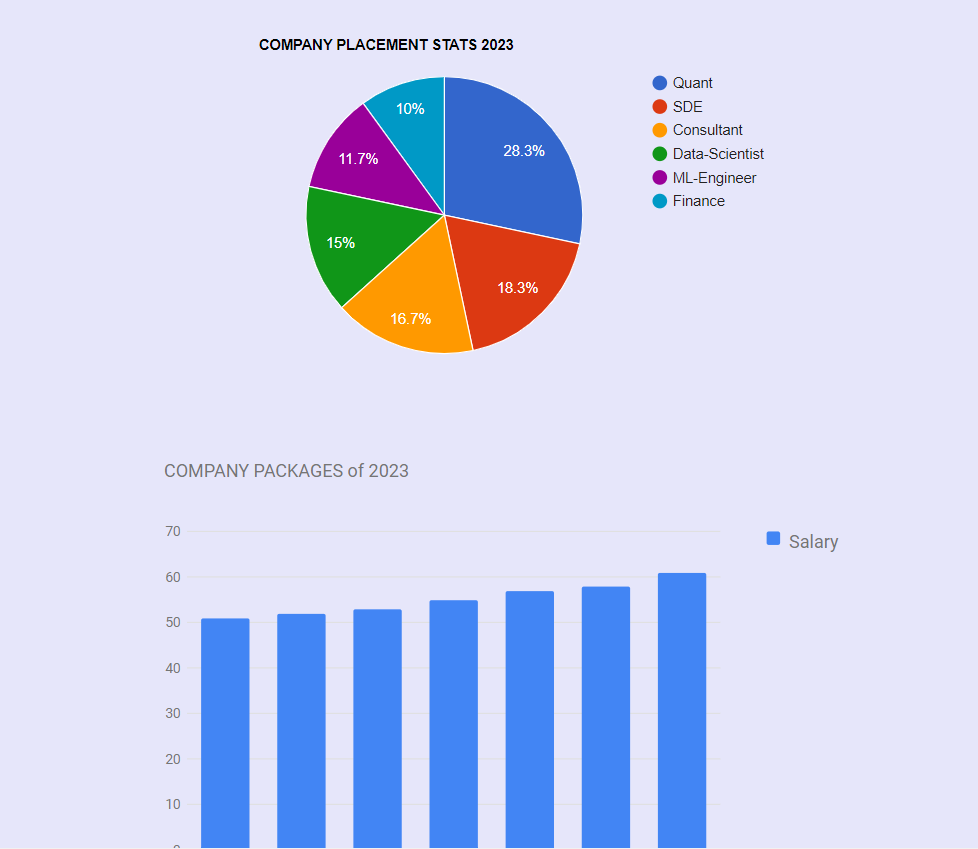 COMPANY PLACEMENT STATS 2023
Quant
SDE
Consultant
Data-Scientist
ML-Engineer
Finance
10%
28.3%
11.7%
15%
18.3%
16.7%
COMPANY PACKAGES of 2023
70
Salary
60
50
40
30
20
10